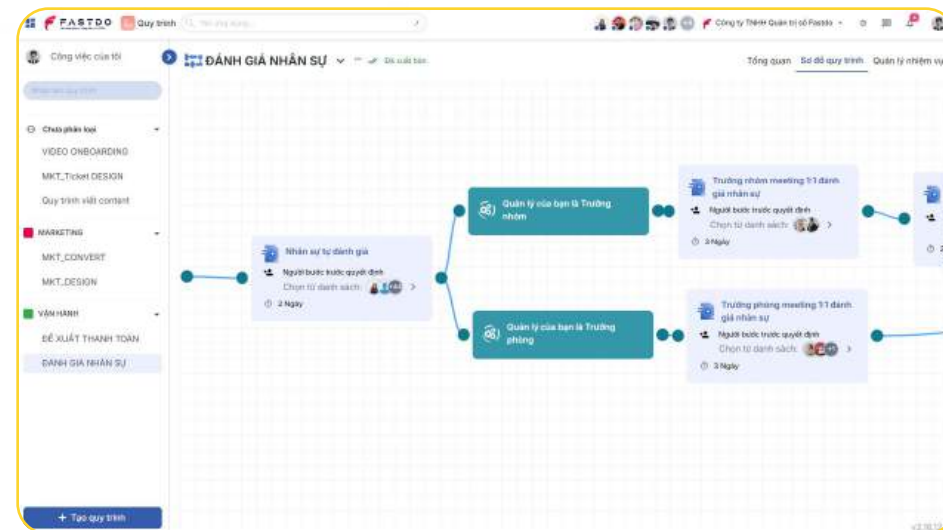 FASTDO
Quy trình
Công ty TNHH Quản trị số Fastdo
Công việc của tôi
ĐÁNH GIÁ NHÂN SỰ
Đã xuất bản
Tổng quan
Sơ đồ quy trình
Quản lý nhiệm vụ
Chưa phân loại
VIDEO ONBOARDING
MKT_Ticket DESIGN
Quy trình viết content
MARKETING
MKT_CONVERT
MKT_DESIGN
VẬN HÀNH
ĐỀ XUẤT THANH TOÁN
ĐÁNH GIÁ NHÂN SỰ
+ Tạo quy trình
Nhân sự tự đánh giá
Người bước trước quyết định
Chọn từ danh sách:
2 Ngày
Quản lý của bạn là Trưởng
nhóm
Quản lý của bạn là Trưởng
phòng
Trưởng nhóm meeting 1:1 đánh
giá nhân sự
Người bước trước quyết định
Chọn từ danh sách:
3 Ngày
Trưởng phòng meeting 1:1 đánh
giá nhân sự
Người bước trước quyết định
Chọn từ danh sách:
3 Ngày